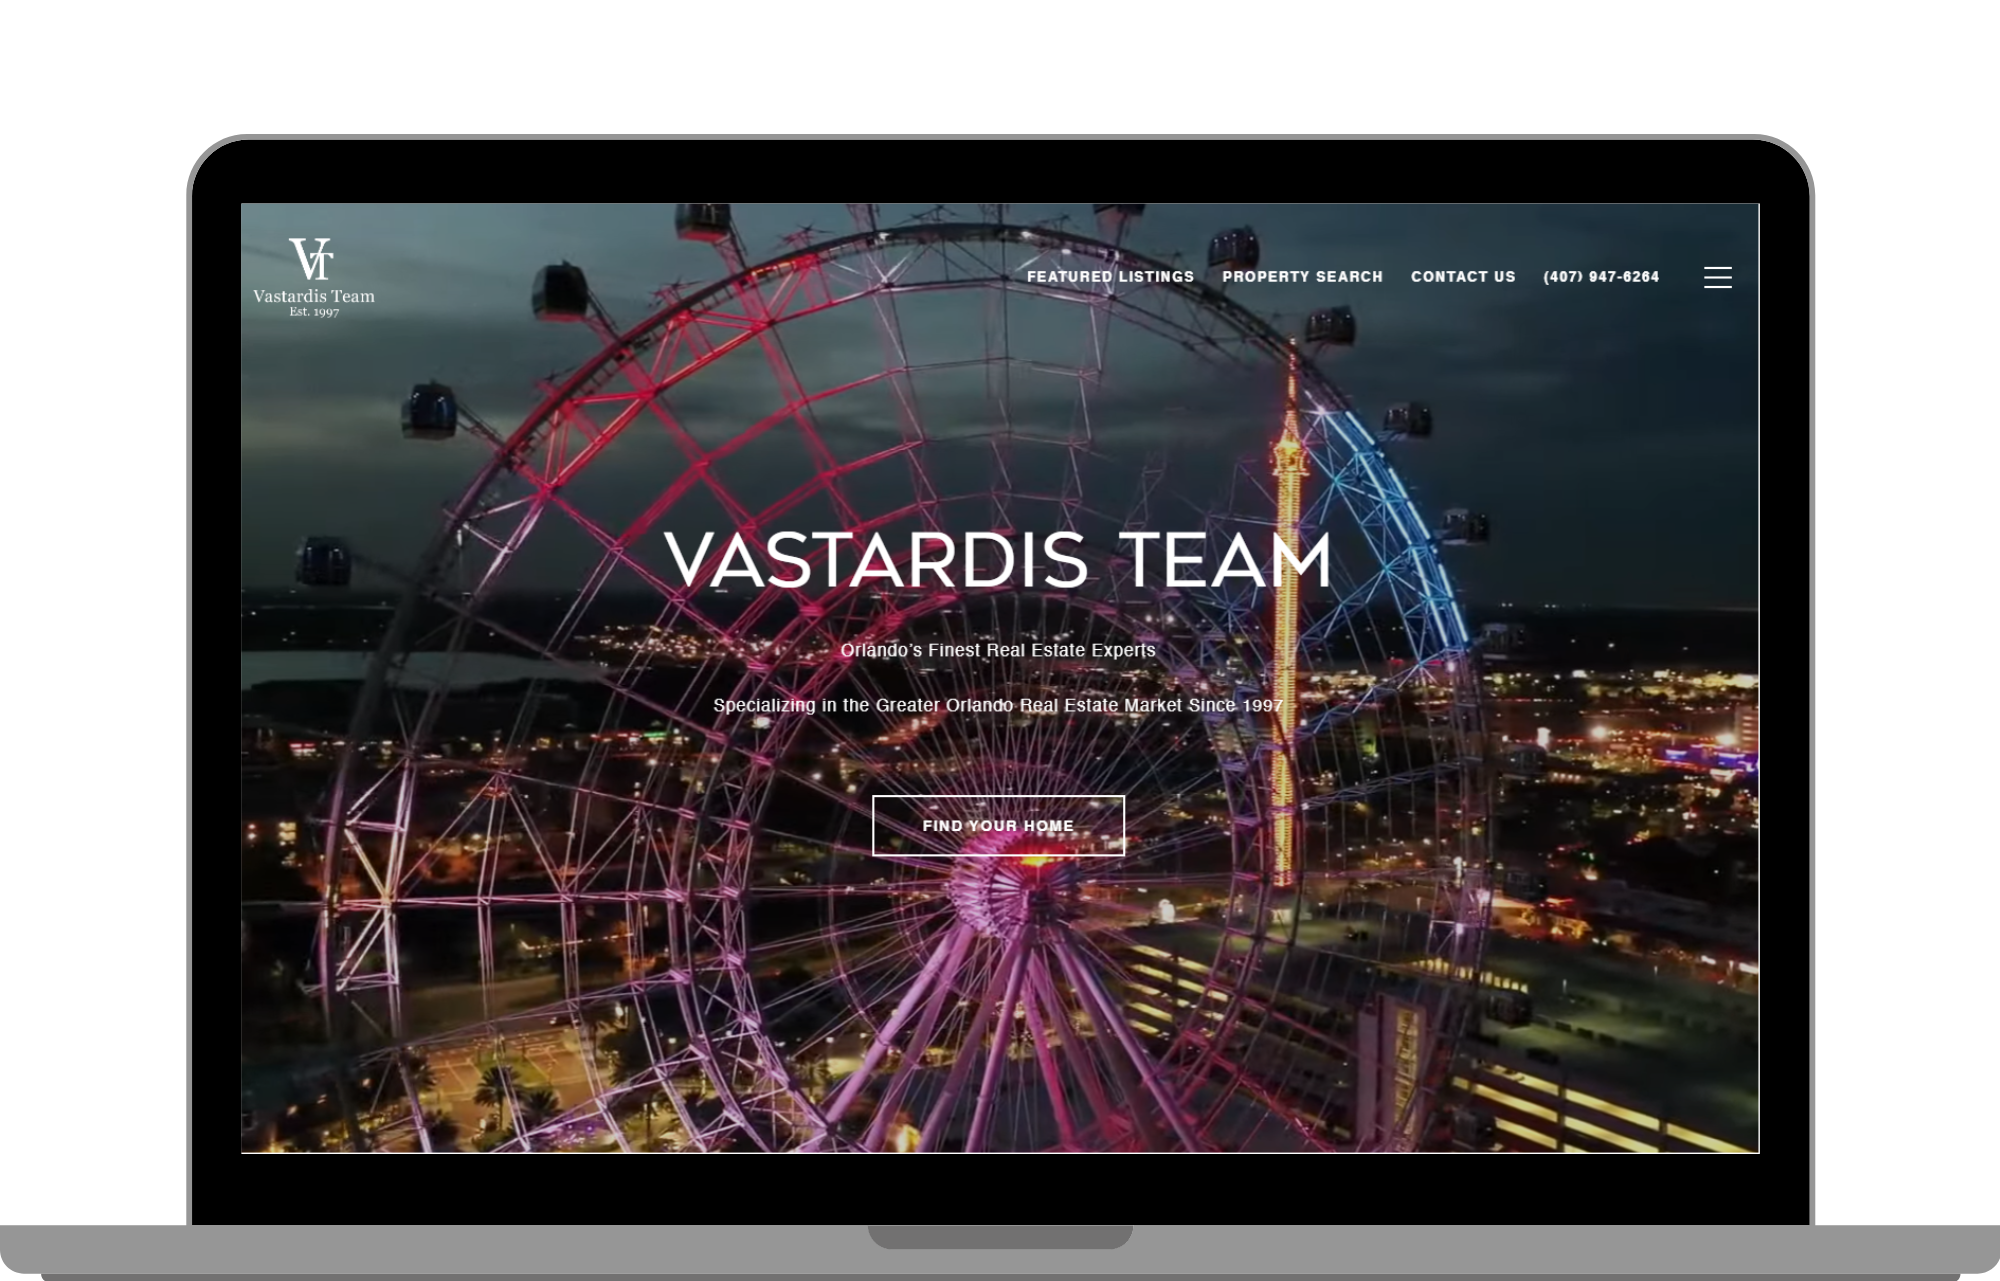 VT
Vastardis Team
Est. 1997
FEATURED LISTINGS PROPERTY SEARCH CONTACT US (407) 947-6264
VASTARDIS TEAM
Orlando's Finest Real Estate Experts
Specializing in the Greater Orlando Real Estate Market Since 1997
FIND YOUR HOME